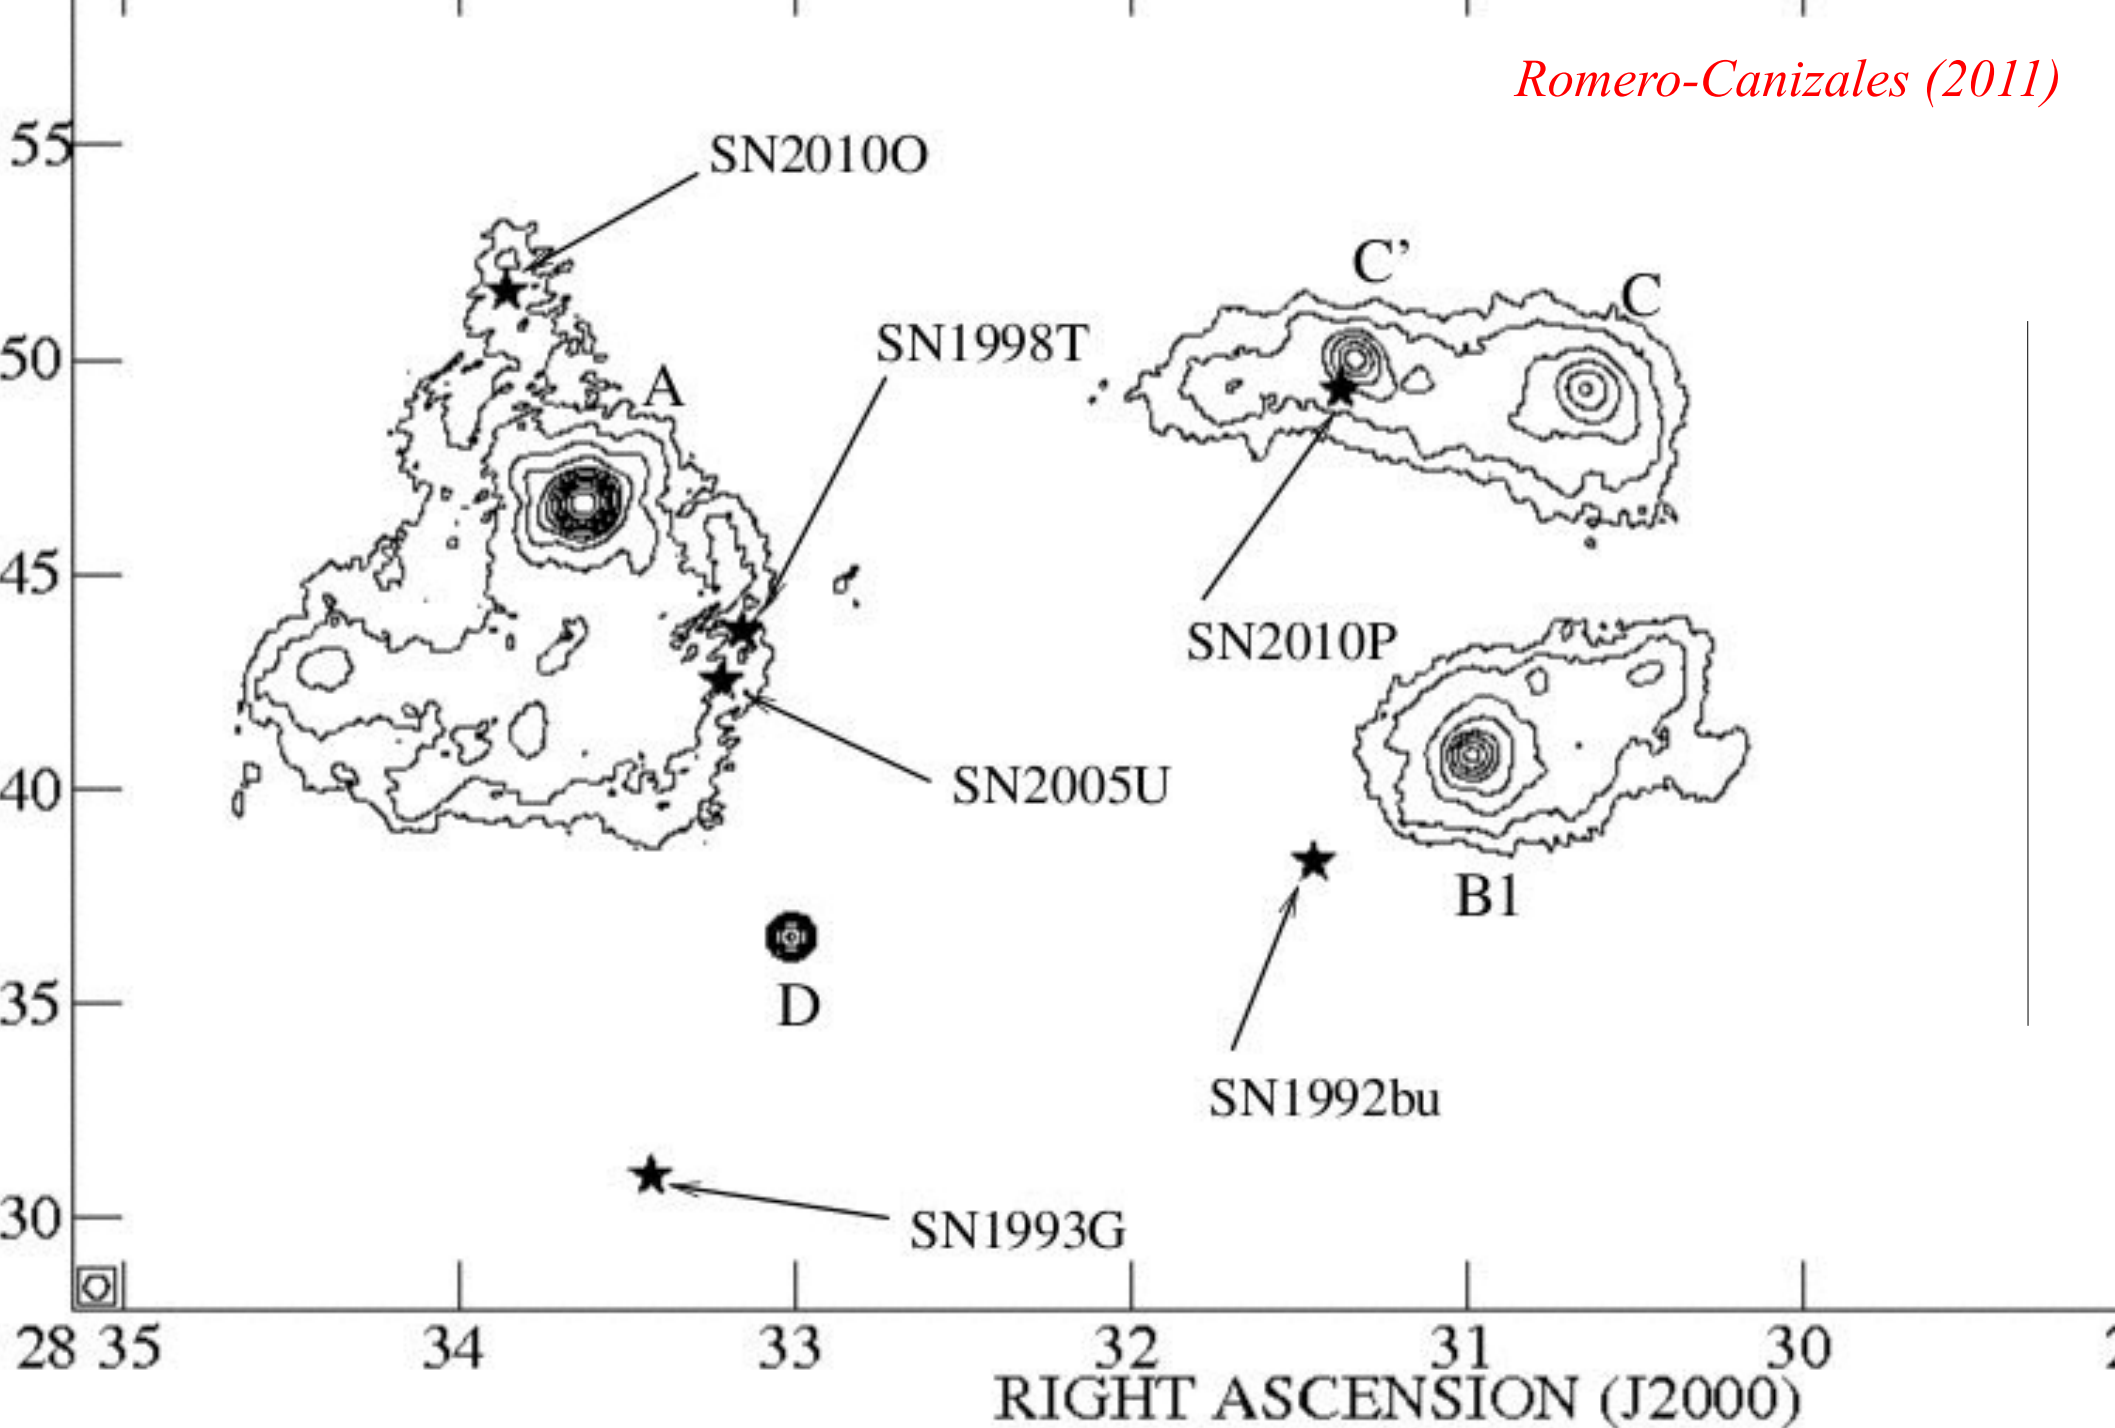 Romero-Canizales (2011)
55
SN2010O
C’
C
SN1998T
50
A
45
SN2010P
SN2005U
40
B1
D
35
SN1992bu
30
SN1993G
28 35 34 33 32 31 30
RIGHT ASCENSION (J2000)